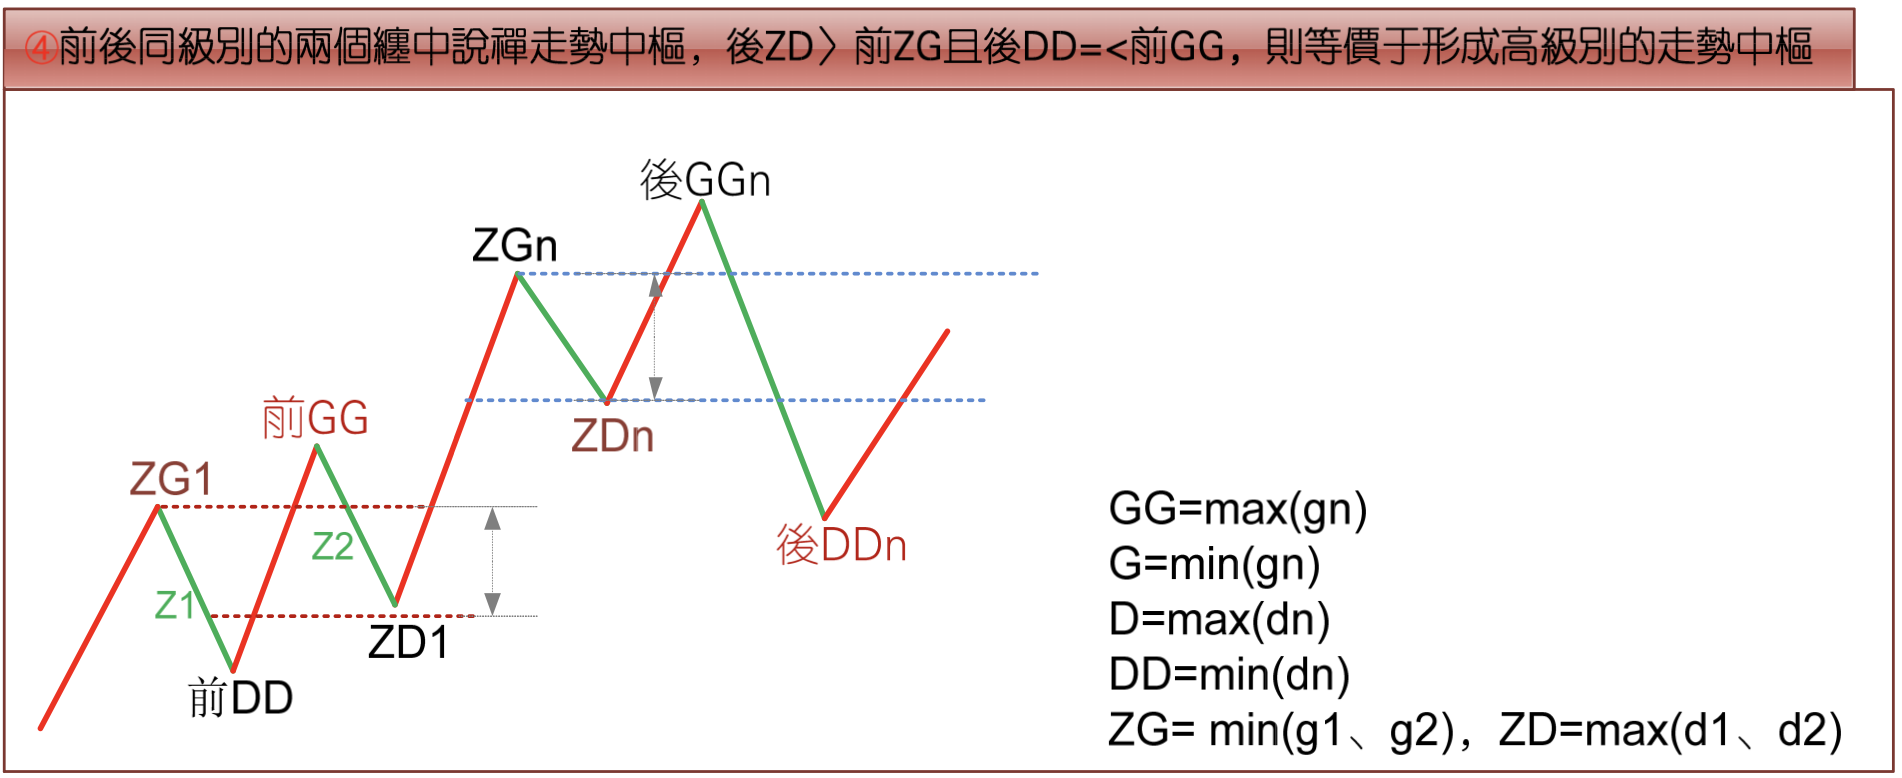 ④前後同級別的兩個纏中說禪走勢中樞，後ZD〉前ZG且後DD=<前GG，則等價于形成高級別的走勢中樞
後GGn
ZGn
前GG
ZDn
ZG1
Z2
後DDn
Z1
ZD1
前DD
GG=max(gn)
G=min(gn)
D=max(dn)
DD=min(dn)
ZG= min(g1、g2)，ZD=max(d1、d2)